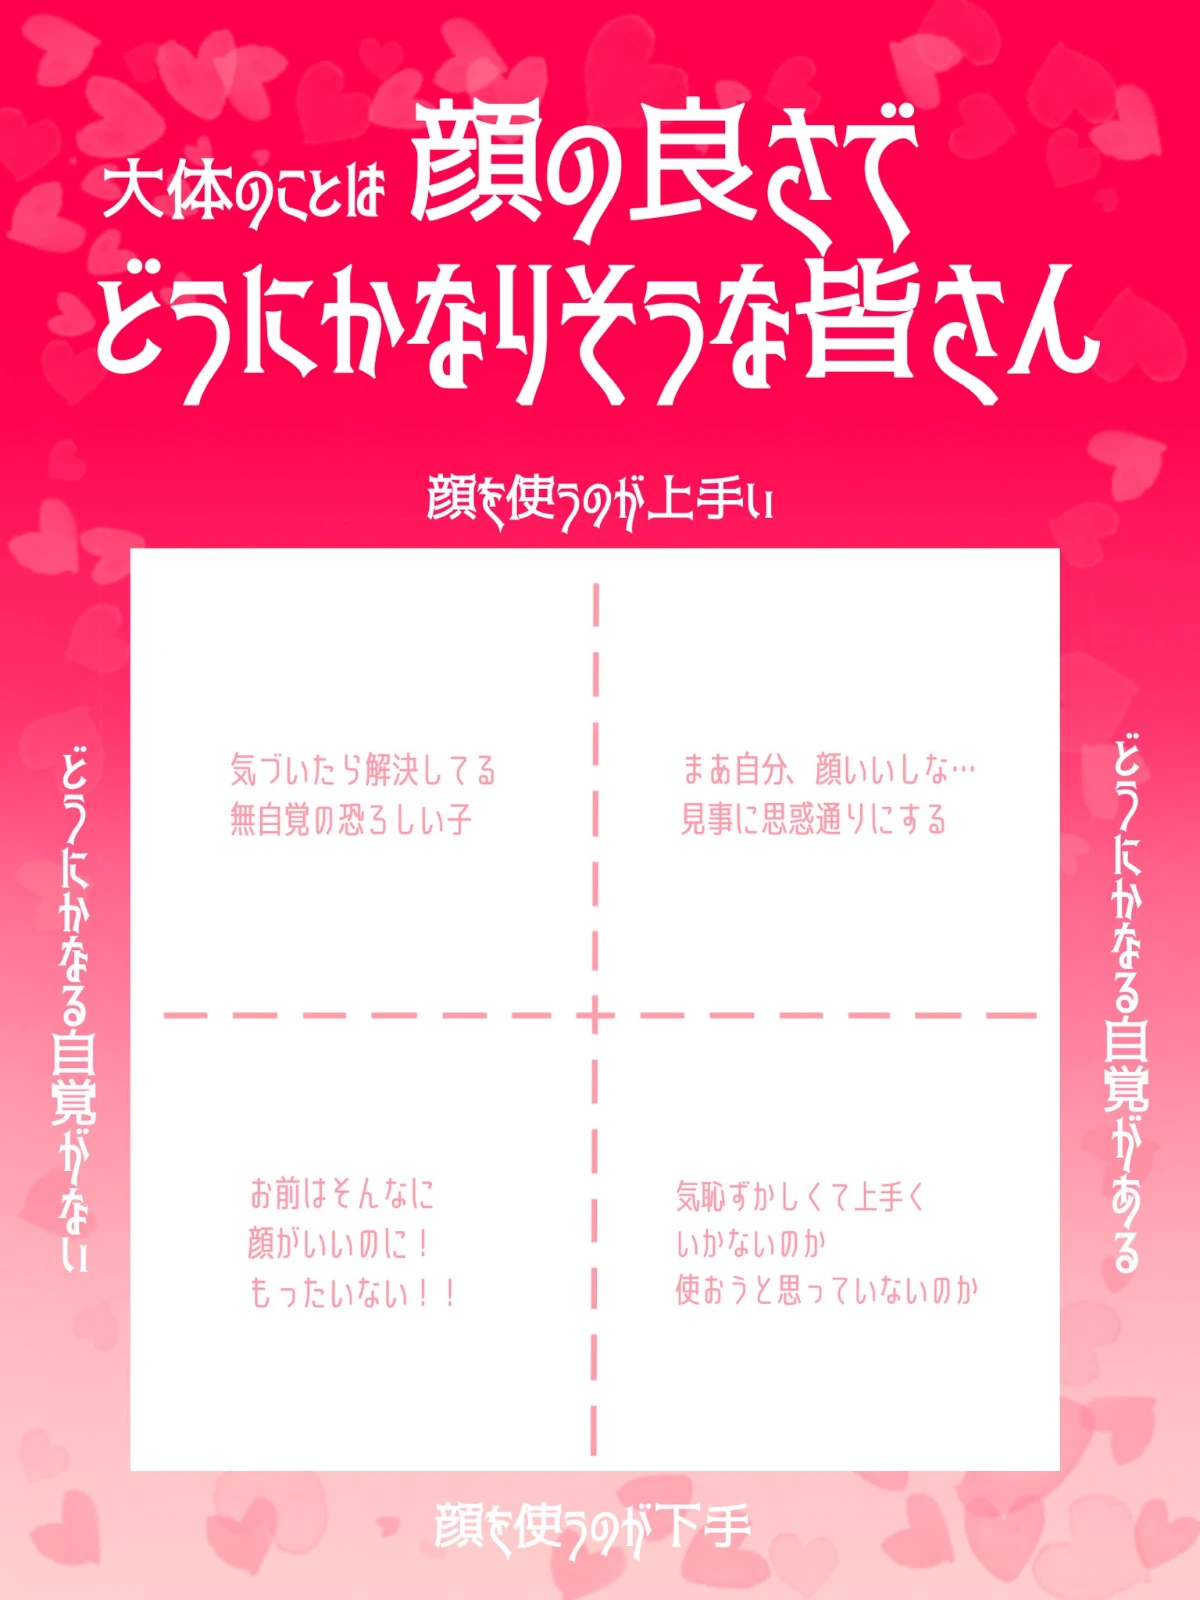 大体のことは 顔の良さで
どうにかなりそうな皆さん
顔を使うのが上手い
どうにかなる自覚がない
どうにかなる自覚がある
気づいたら解決してる
無自覚の恐ろしい子
まあ自分、顔いいしな…
見事に思惑通りにする
お前はそんなに
顔がいいのに！
もったいない！！
気恥ずかしくて上手く
いかないのか
使おうと思っていないのか
顔を使うのが下手